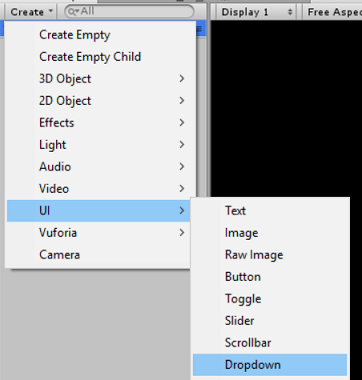 Create All Display 1 Free Aspe
Create Empty
Create Empty Child
3D Object
2D Object
Effects
Light
Audio
Video
UI
Vuforia
Camera
Text
Image
Raw Image
Button
Toggle
Slider
Scrollbar
Dropdown